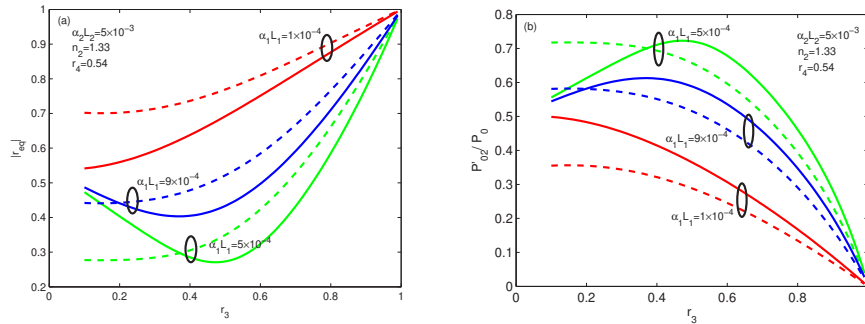 (a)
α₂L₂=5×10⁻³
n₂=1.33
r₄=0.54
α₁L₁=1×10⁻⁴
α₁L₁=9×10⁻⁴
α₁L₁=5×10⁻⁴
|r_eq|
1
0.9
0.8
0.7
0.6
0.5
0.4
0.3
0.2
0 0.2 0.4 0.6 0.8 1
r₃
(b)
α₁L₁=5×10⁻⁴
α₂L₂=5×10⁻³
n₂=1.33
r₄=0.54
α₁L₁=9×10⁻⁴
α₁L₁=1×10⁻⁴
P'₀₂/P₀
0.8
0.7
0.6
0.5
0.4
0.3
0.2
0.1
0
0 0.2 0.4 0.6 0.8
r₃